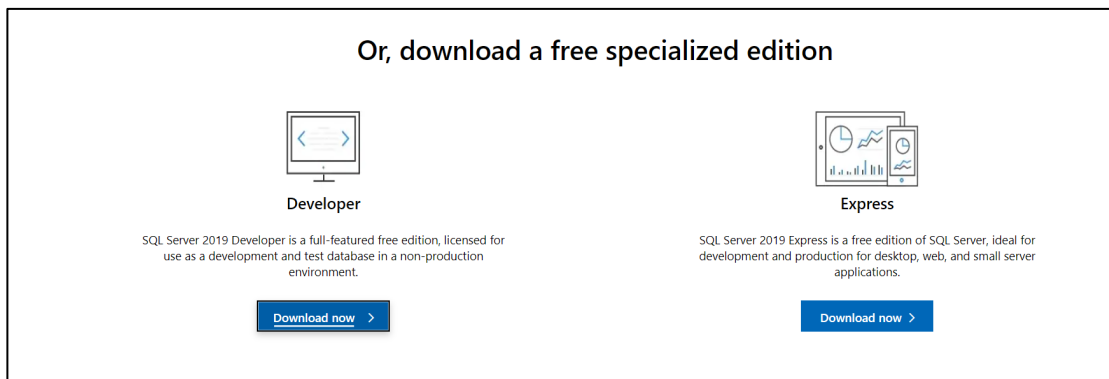 Or, download a free specialized edition
Developer
SQL Server 2019 Developer is a full-featured free edition, licensed for
use as a development and test database in a non-production
environment.
Download now
Express
SQL Server 2019 Express is a free edition of SQL Server, ideal for
development and production for desktop, web, and small server
applications.
Download now